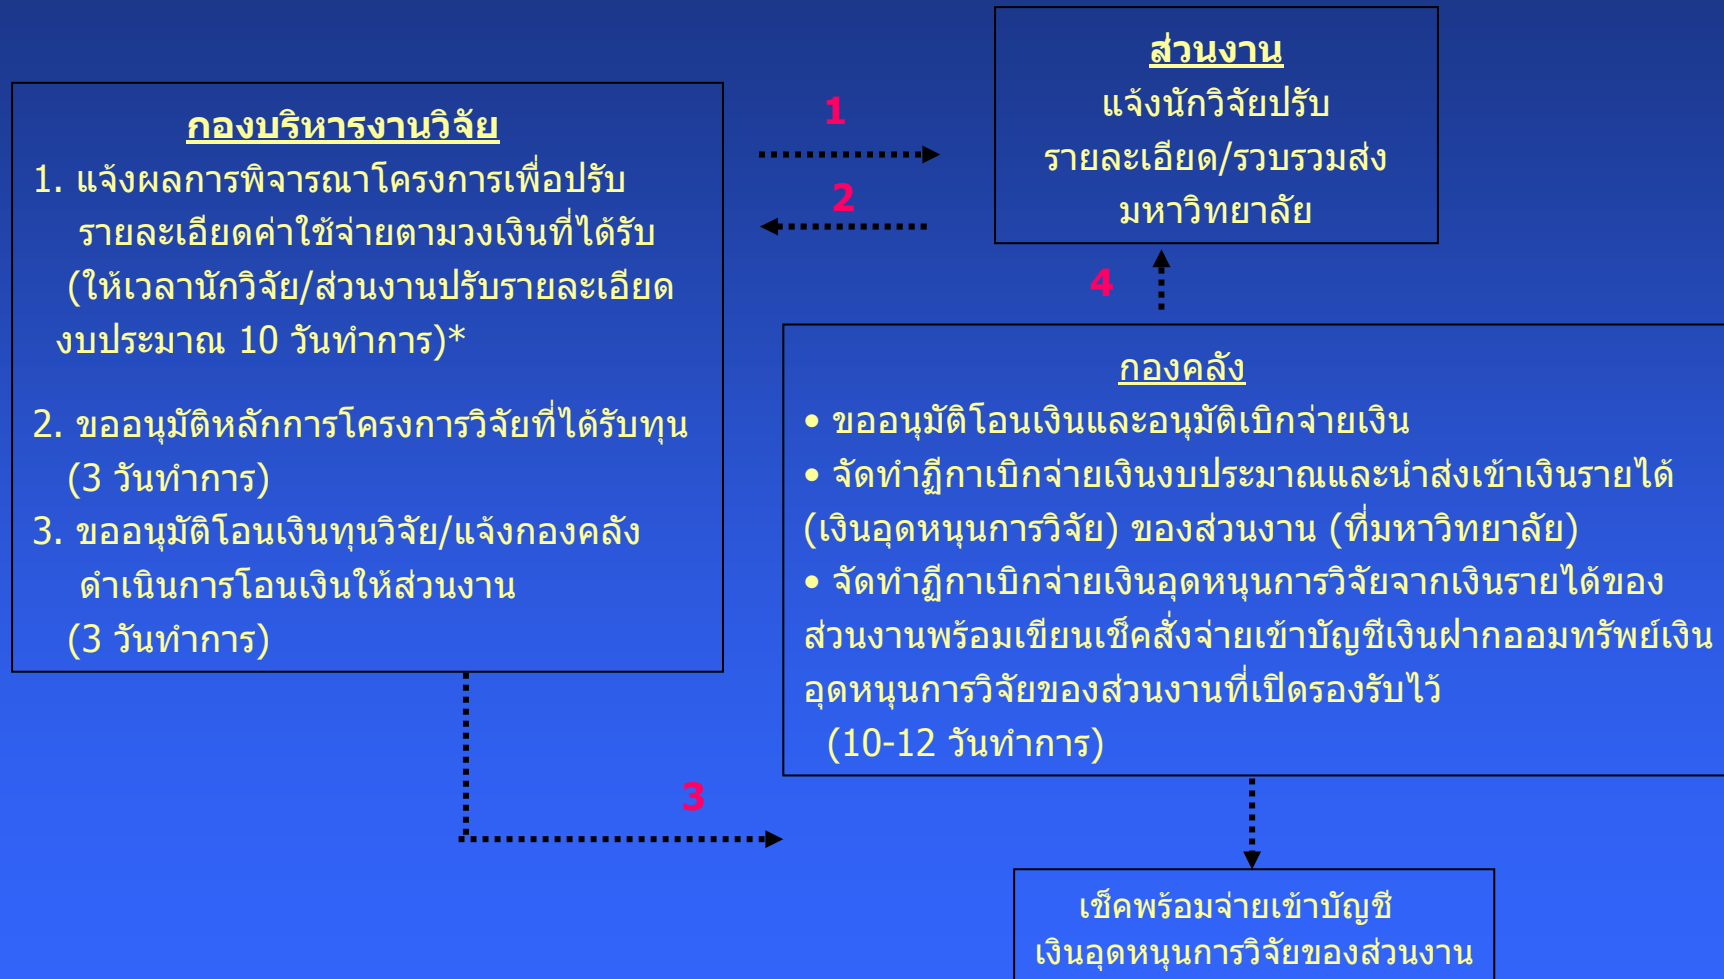 กองบริหารงานวิจัย
1. แจ้งผลการพิจารณาโครงการเพื่อปรับ
รายละเอียดค่าใช้จ่ายตามวงเงินที่ได้รับ
(ให้เวลานักวิจัย/ส่วนงานปรับรายละเอียด
งบประมาณ 10 วันทำการ)*
2. ขออนุมัติหลักการโครงการวิจัยที่ได้รับทุน
(3 วันทำการ)
3. ขออนุมัติโอนเงินทุนวิจัย/แจ้งกองคลัง
ดำเนินการโอนเงินให้ส่วนงาน
(3 วันทำการ)
1
2
ส่วนงาน
แจ้งนักวิจัยปรับ
รายละเอียด/รวบรวมส่ง
มหาวิทยาลัย
4
กองคลัง
• ขออนุมัติโอนเงินและอนุมัติเบิกจ่ายเงิน
• จัดทำฎีกาเบิกจ่ายเงินงบประมาณและนำส่งเข้าเงินรายได้
(เงินอุดหนุนการวิจัย) ของส่วนงาน (ที่มหาวิทยาลัย)
• จัดทำฎีกาเบิกจ่ายเงินอุดหนุนการวิจัยจากเงินรายได้ของ
ส่วนงานพร้อมเขียนเช็คสั่งจ่ายเข้าบัญชีเงินฝากออมทรัพย์เงิน
อุดหนุนการวิจัยของส่วนงานที่เปิดรองรับไว้
(10-12 วันทำการ)
3
เช็คพร้อมจ่ายเข้าบัญชี
เงินอุดหนุนการวิจัยของส่วนงาน